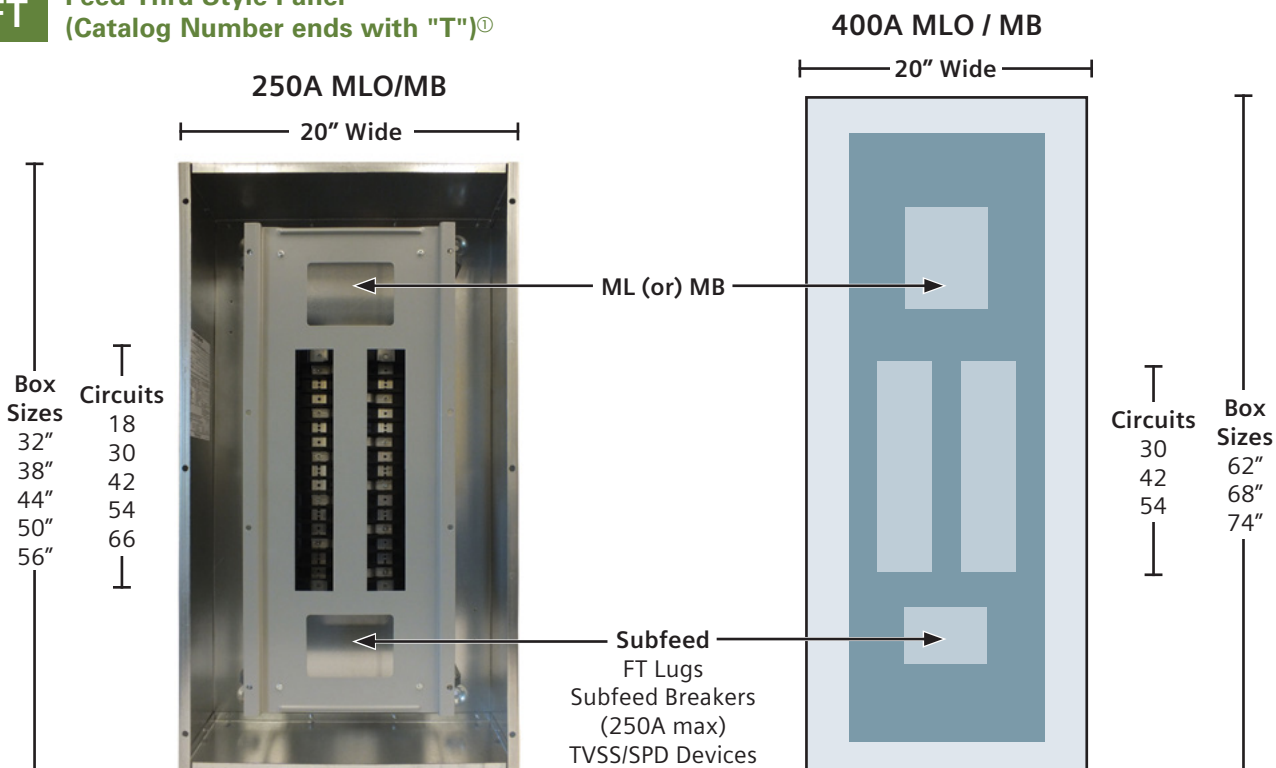 FT
Feed Thru Style Panel
(Catalog Number ends with "T")①
250A MLO/MB
20" Wide
400A MLO / MB
20" Wide
ML (or) MB
Box
Sizes
32"
38"
44"
50"
56"
Circuits
18
30
42
54
66
Circuits
30
42
54
Box
Sizes
62"
68"
74"
Subfeed
FT Lugs
Subfeed Breakers
(250A max)
TVSS/SPD Devices